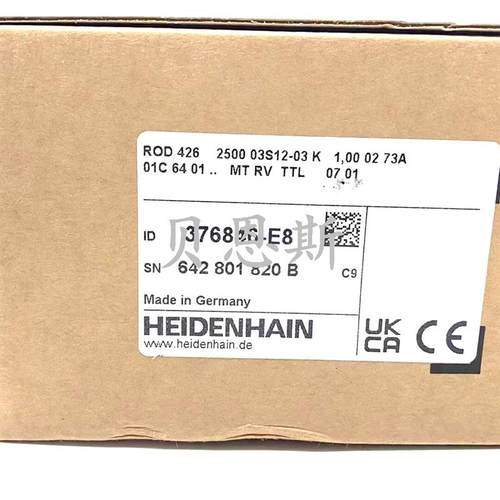 ROD 426 2500 03S12-03 K 1,00 02 73A
01C 64 01 .. MT RV TTL 07 01
ID
SN 642 801 820 B C9
贝恩斯
Made in Germany
HEIDENHAIN
www.heidenhain.de
UK
CA
CE